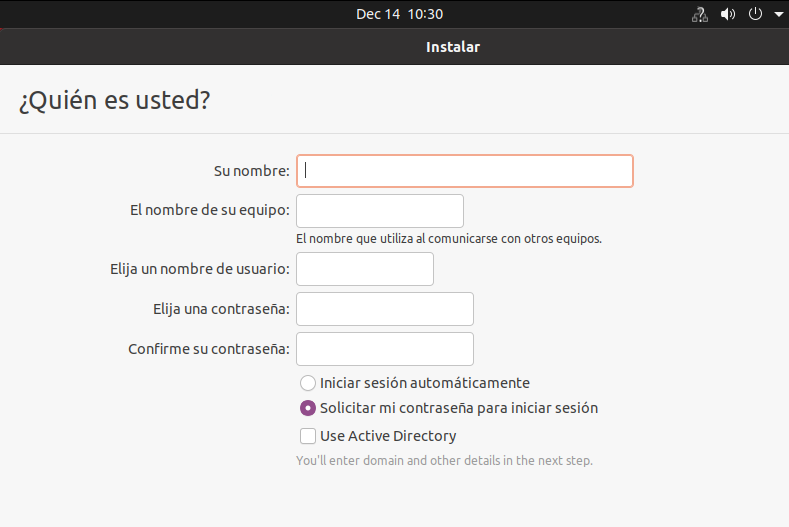 Dec 14 10:30
Instalar
¿Quién es usted?
Su nombre:
El nombre de su equipo:
El nombre que utiliza al comunicarse con otros equipos.
Elija un nombre de usuario:
Elija una contraseña:
Confirme su contraseña:
Iniciar sesión automáticamente
Solicitar mi contraseña para iniciar sesión
Use Active Directory
You'll enter domain and other details in the next step.